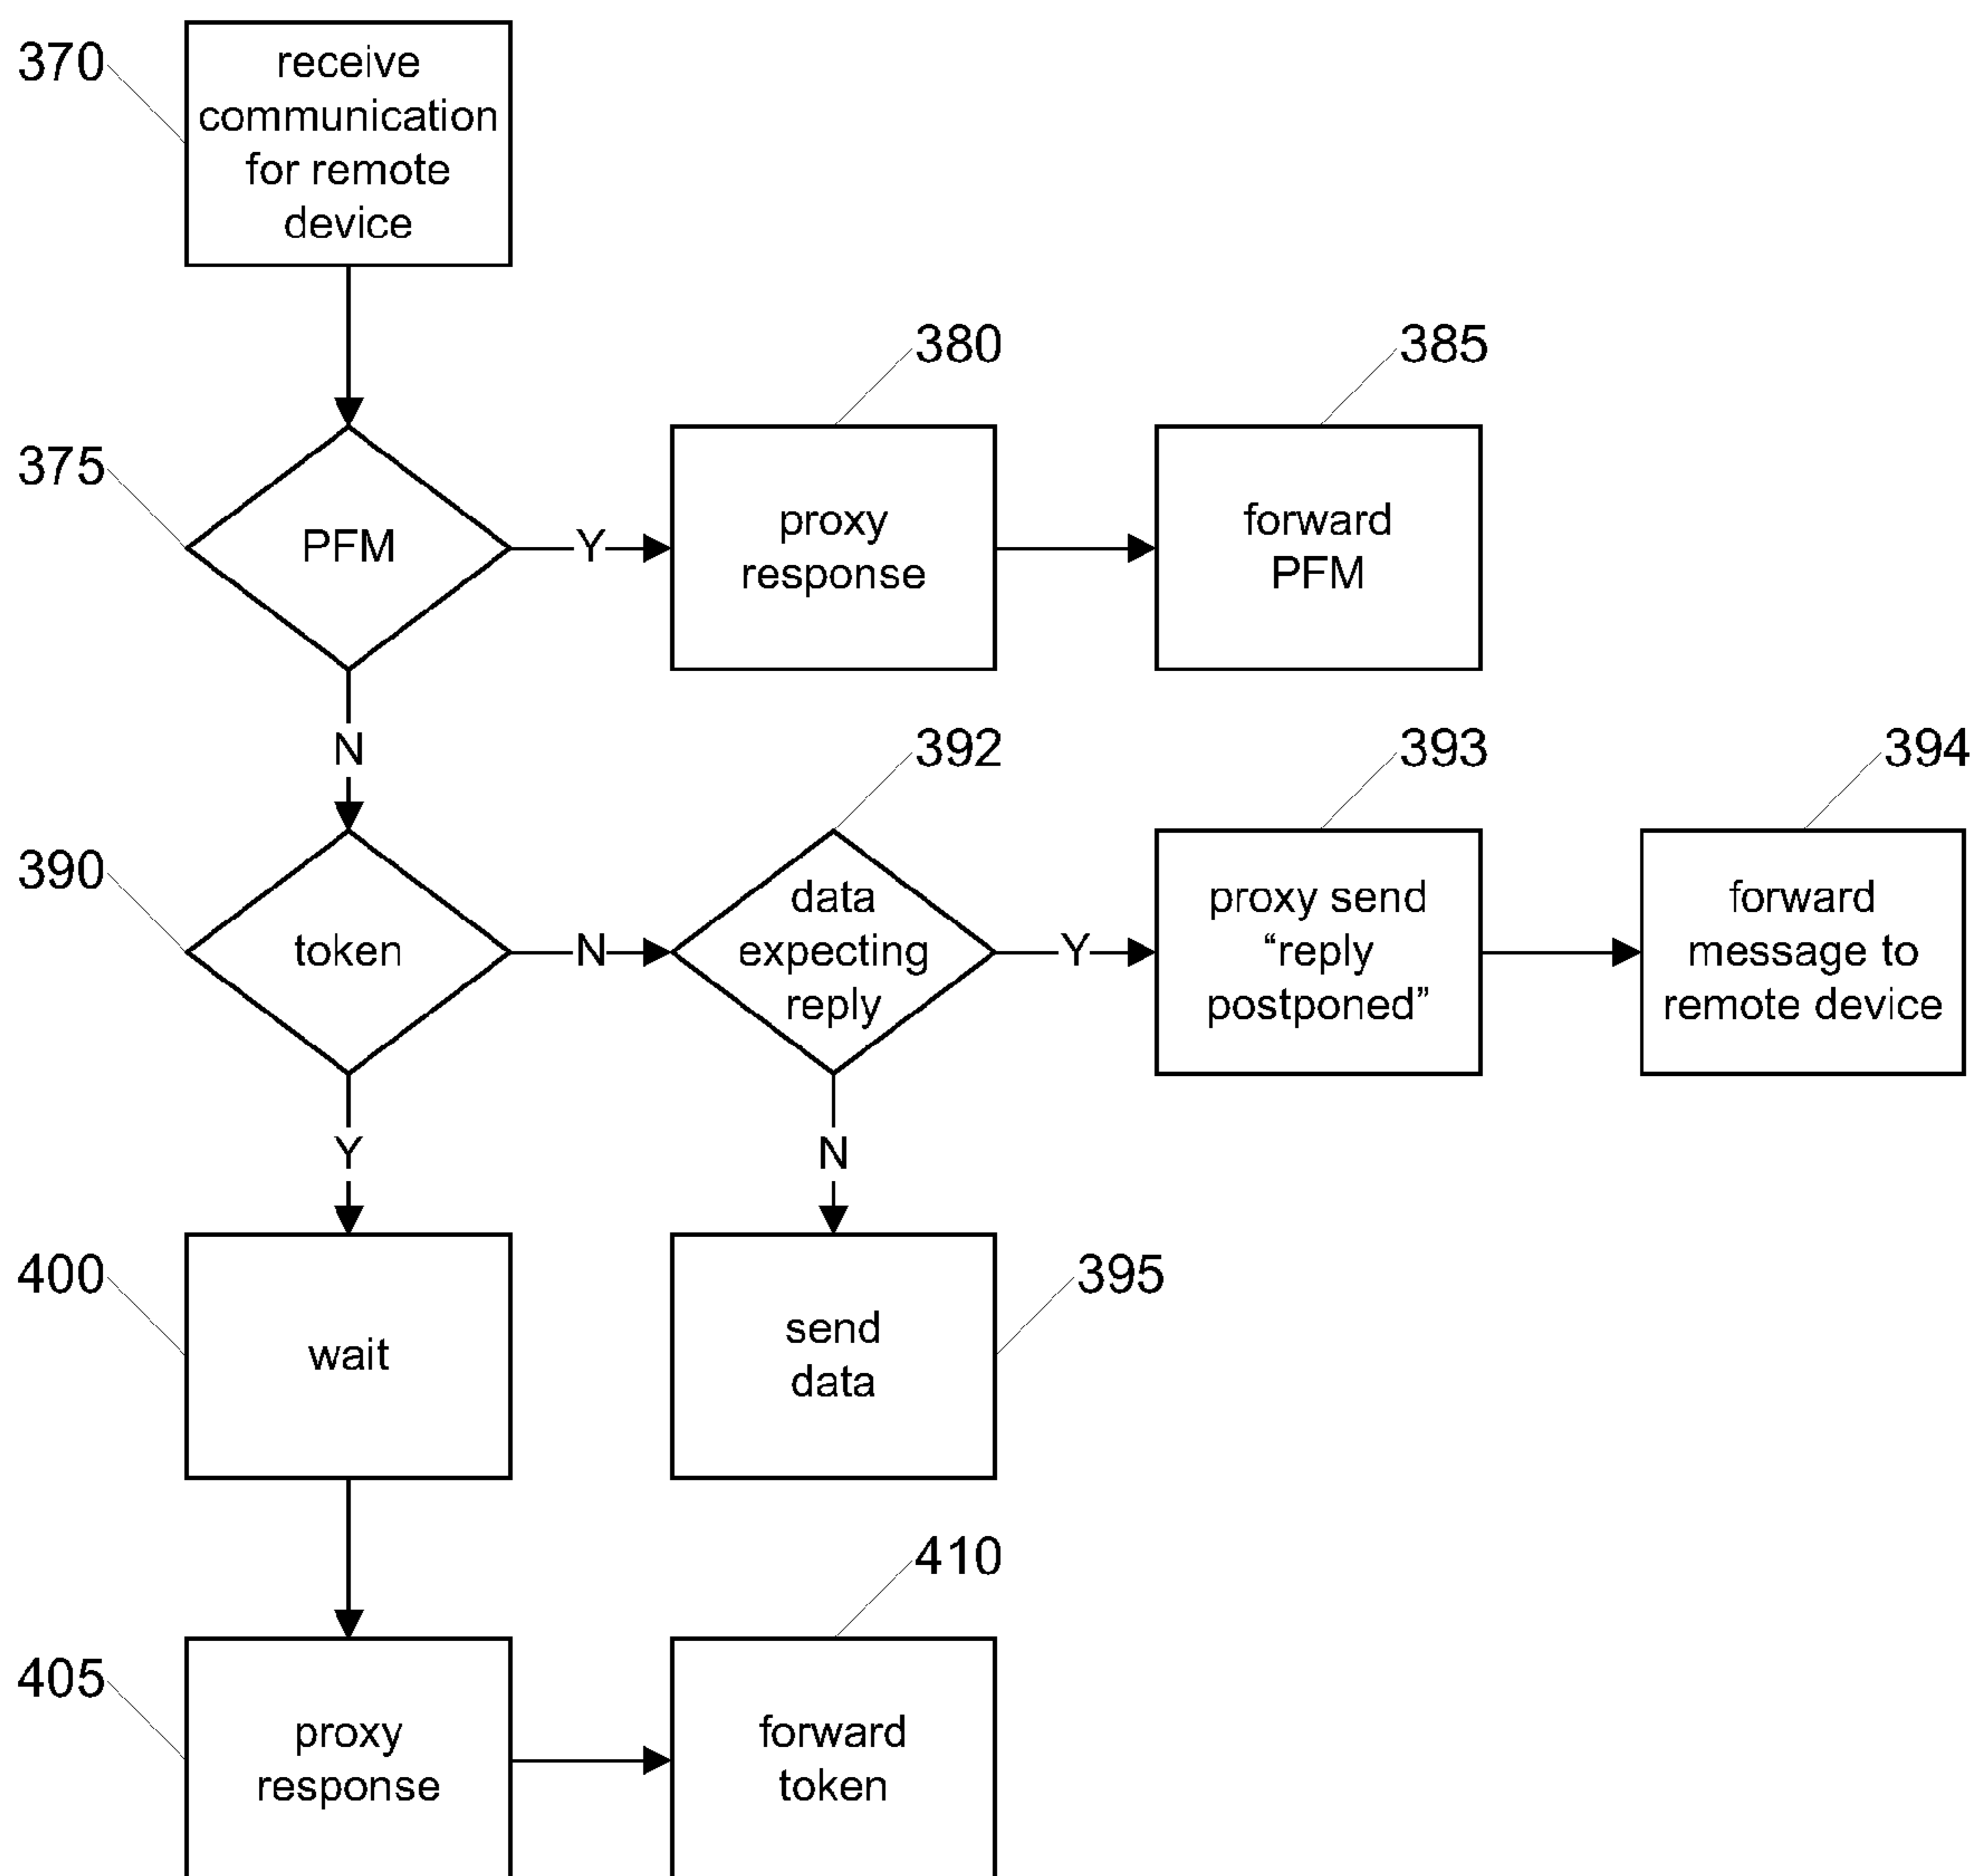 370
receive
communication
for remote
device
380
385
375
PFM
Y
proxy
response
forward
PFM
N
392
393
394
390
token
N
data
expecting
reply
Y
proxy send
“reply
postponed”
forward
message to
remote device
Y
N
400
wait
send
data
395
410
405
proxy
response
forward
token